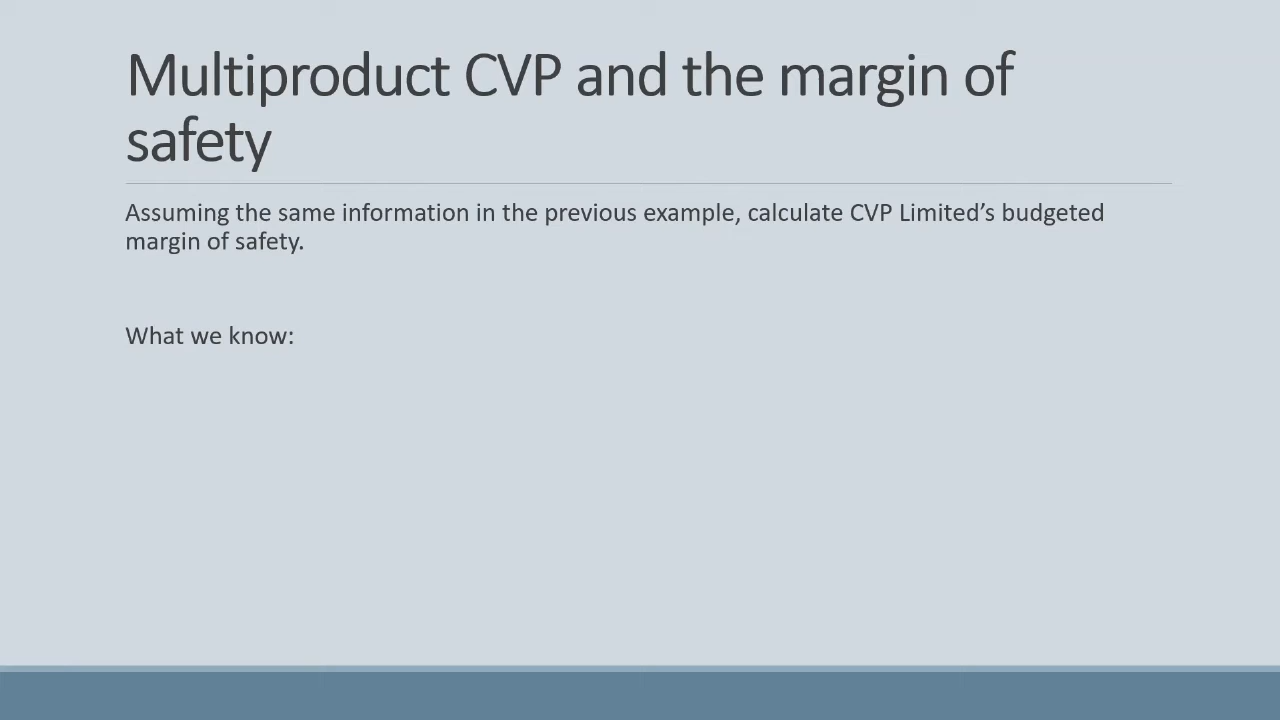 Multiproduct CVP and the margin of
safety
Assuming the same information in the previous example, calculate CVP Limited’s budgeted
margin of safety.
What we know: